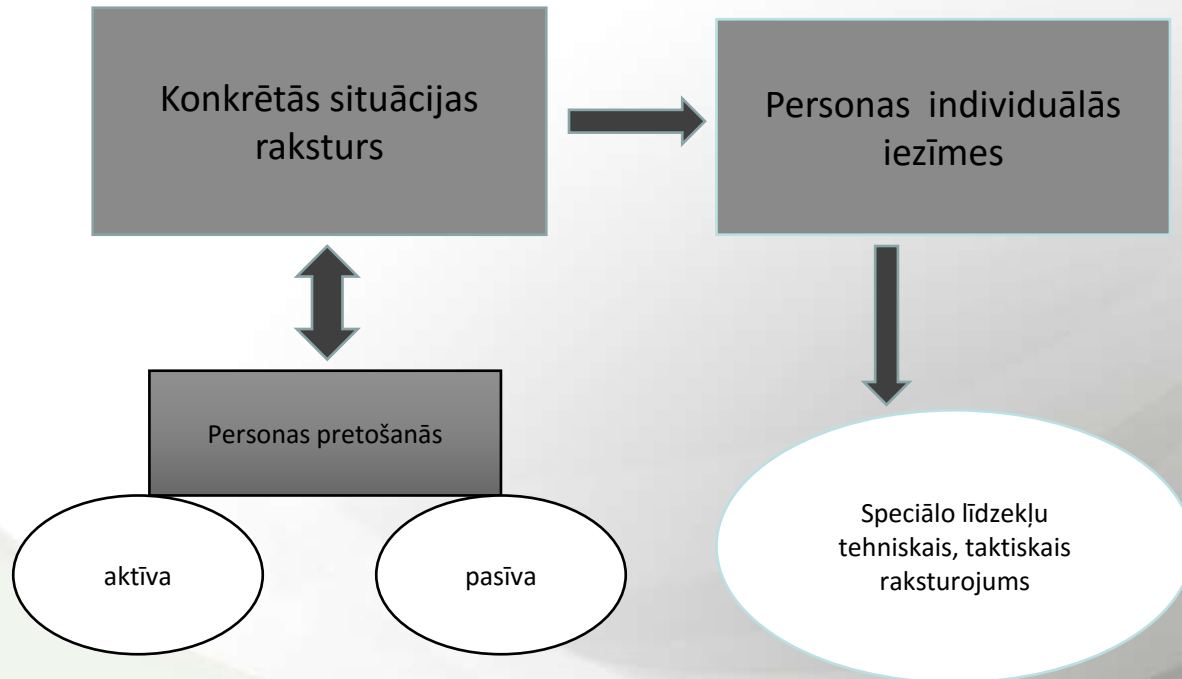 Konkrētās situācijas
raksturs
Personas individuālās
iezīmes
Personas pretošanās
aktīva
pasīva
Speciālo līdzekļu
tehniskais, taktiskais
raksturojums